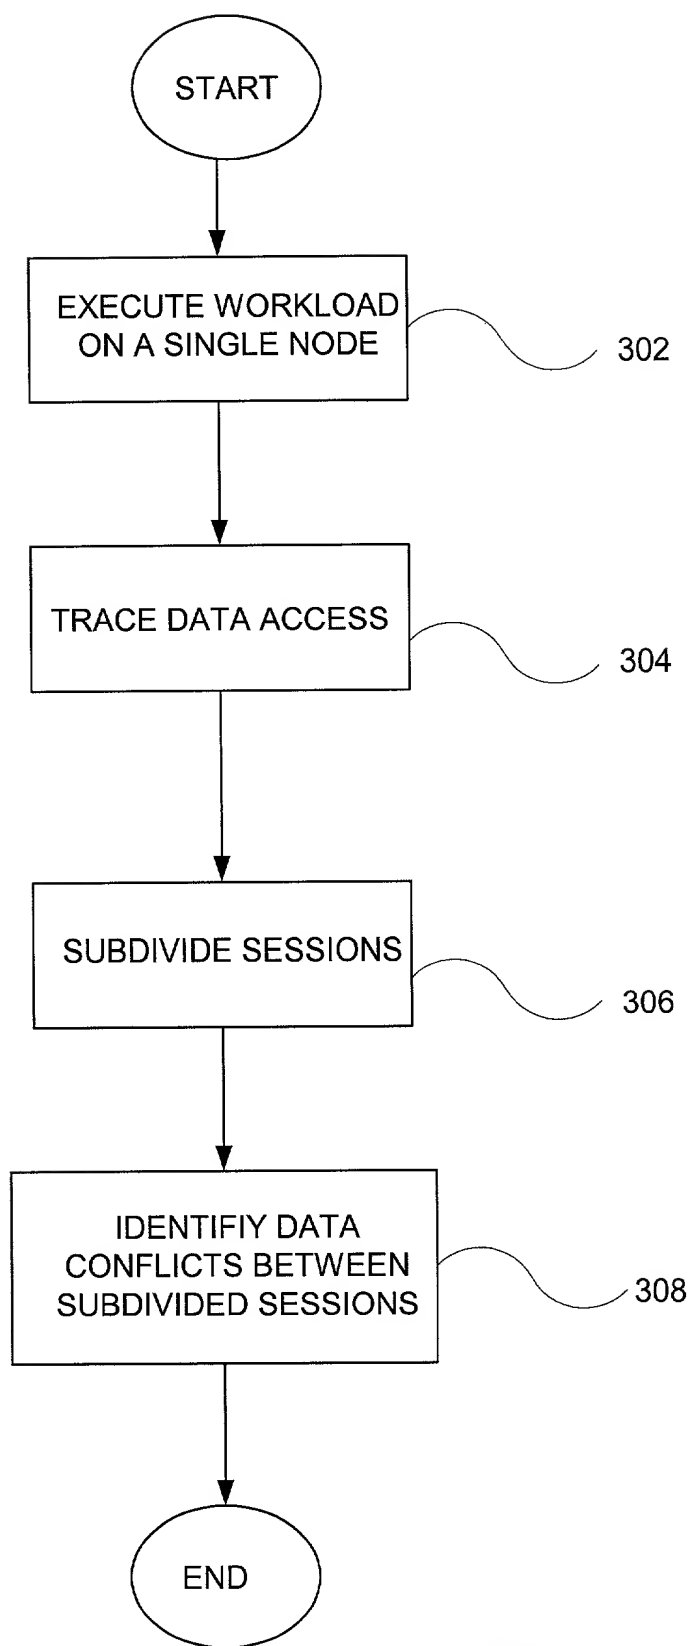 START
EXECUTE WORKLOAD
ON A SINGLE NODE
302
TRACE DATA ACCESS
304
SUBDIVIDE SESSIONS
306
IDENTIFIY DATA
CONFLICTS BETWEEN
SUBDIVIDED SESSIONS
308
END